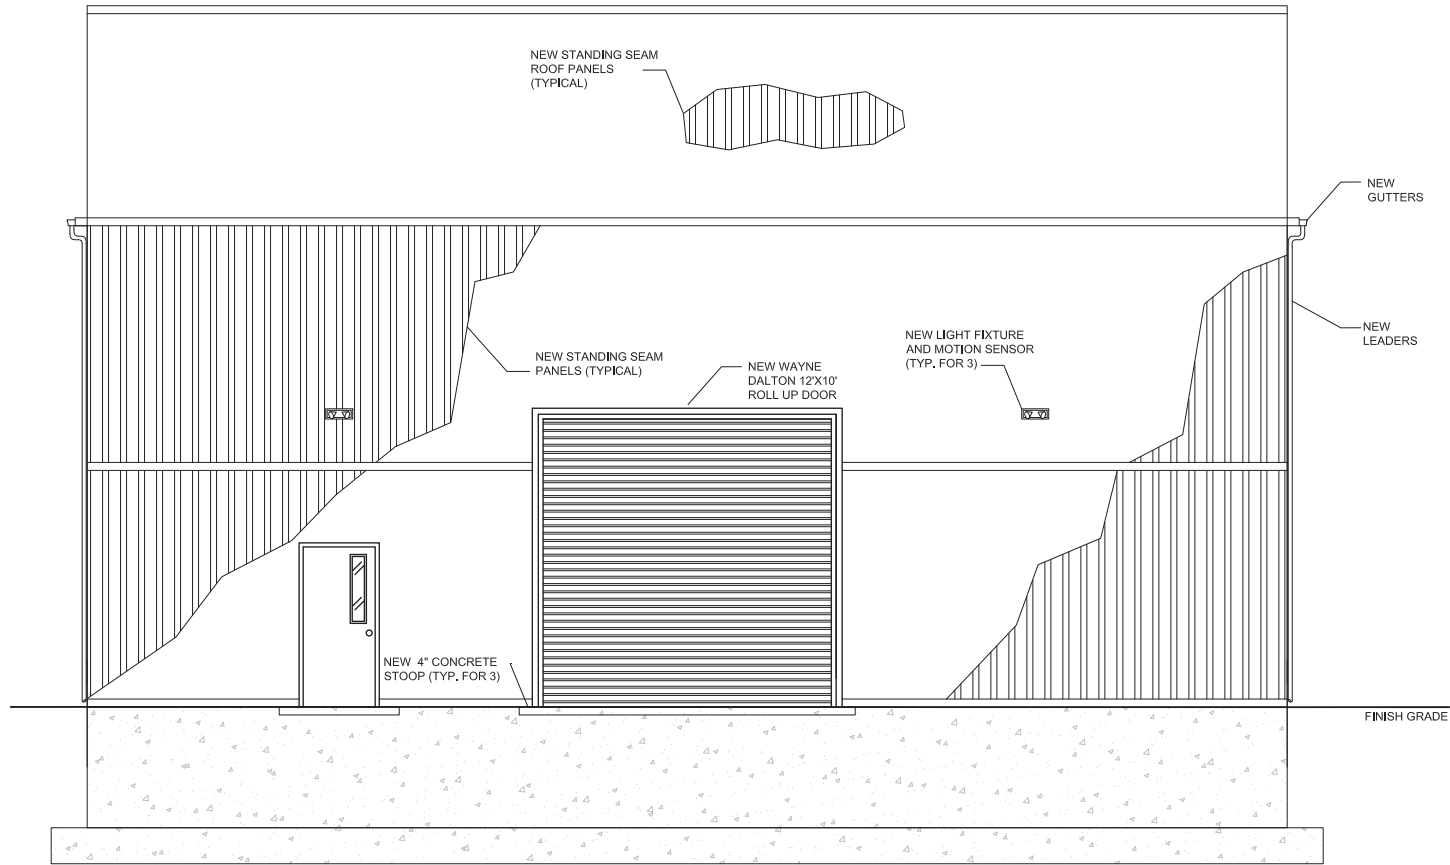 NEW STANDING SEAM
ROOF PANELS
(TYPICAL)
NEW
GUTTERS
NEW
LEADERS
NEW LIGHT FIXTURE
AND MOTION SENSOR
(TYP. FOR 3)
NEW STANDING SEAM
PANELS (TYPICAL)
NEW WAYNE
DALTON 12'X10'
ROLL UP DOOR
NEW 4" CONCRETE
STOOP (TYP. FOR 3)
FINISH GRADE